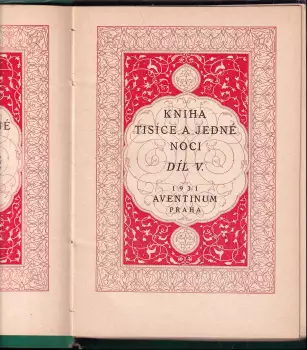 KNIHA
TISÍCE A JEDNÉ
NOCI
DÍL V.
1931
AVENTINUM
PRAHA